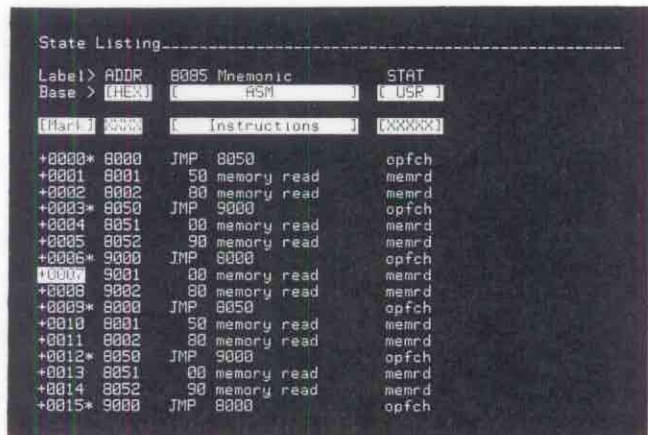 State Listing
Label> ADDR 8085 Mnemonic STAT
Base > [HEX] [ ASM ] [ USR ]
[Mark] XXXX [ Instructions ] [XXXXX]
+0000* 8000 JMP 8050 opfch
+0001 8001 50 memory read memrd
+0002 8002 80 memory read memrd
+0003* 8050 JMP 9000 opfch
+0004 8051 00 memory read memrd
+0005 8052 90 memory read memrd
+0006* 9000 JMP 8000 opfch
+0007 9001 00 memory read memrd
+0008 9002 80 memory read memrd
+0009* 8000 JMP 8050 opfch
+0010 8001 50 memory read memrd
+0011 8002 80 memory read memrd
+0012* 8050 JMP 9000 opfch
+0013 8051 00 memory read memrd
+0014 8052 90 memory read memrd
+0015* 9000 JMP 8000 opfch